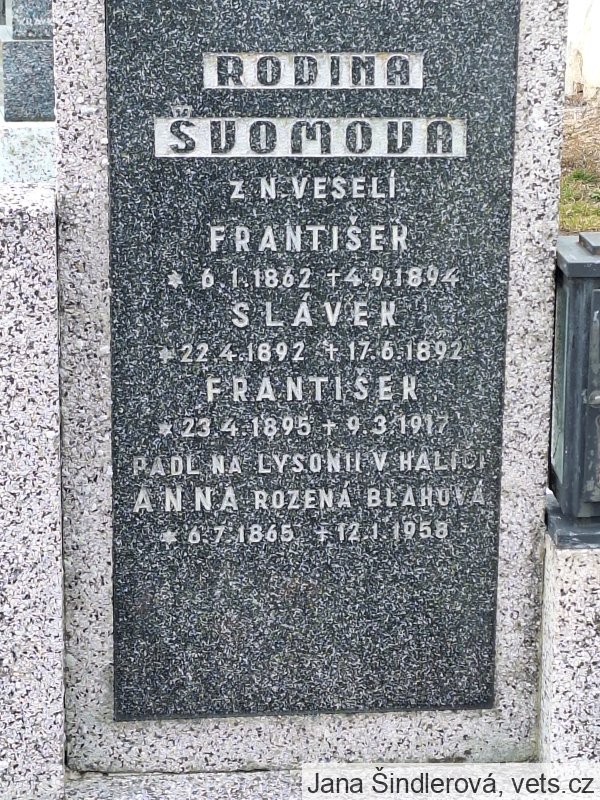 RODINA
ŠVOMOVA
Z N.VESELÍ
FRANTIŠEK
* 6.1.1862 +4.9.1894
SLÁVEK
*22.4.1892 +17.6.1892
FRANTIŠEK
*23.4.1895+ 9.3.1917
PADL NA LYSONII V HALIČI
ANNA ROZENÁ BLAHOVÁ
*6.7.1865 +12.1.1958
Jana Šindlerová, vets.cz